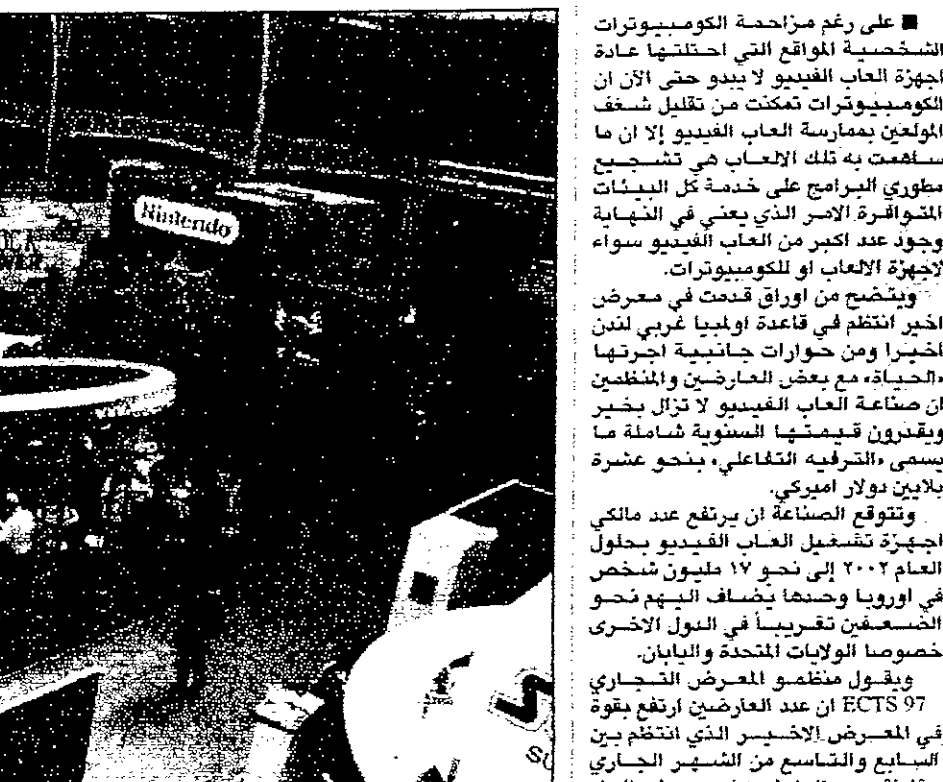 ■ على رغم مزاحمة الكومبيوترات
الشخصية المواقع التي احتلتها عادة
اجهزة العاب الفيديو لا يبدو حتى الآن ان
الكومبيوترات تمكنت من تقليل شغف
المولعين بممارسة العاب الفيديو إلا ان ما
ساهمت به تلك الالعاب هي تشجيع
مطوري البرامج على خدمة كل البيئات
المتوافرة الامر الذي يعني في النهاية
وجود عدد اكبر من العاب الفيديو سواء
لاجهزة الالعاب او للكومبيوترات.
ويتضح من اوراق قدمت في معرض
اخير انتظم في قاعدة اولمبيا غربي لندن
اخيرا ومن حوارات جانبية اجرتها
«الحياة» مع بعض العارضين والمنظمين
ان صناعة العاب الفيديو لا تزال بخير
ويقدرون قيمتها السنوية شاملة ما
يسمى «الترفيه التفاعلي» بنحو عشرة
بلايين دولار اميركي.
وتتوقع الصناعة ان يرتفع عدد مالكي
اجهزة تشغيل العاب الفيديو بحلول
العام ٢٠٠٢ إلى نحو ١٧ مليون شخص
في اوروبا وحدها يضاف اليهم نحو
الضعفين تقريباً في الدول الاخرى
خصوصا الولايات المتحدة واليابان.
ويقول منظمو المعرض التجاري
ECTS 97 ان عدد العارضين ارتفع بقوة
في المعرض الاخير الذي انتظم بين
السابع والتاسع من الشهر الجاري
Nintendo